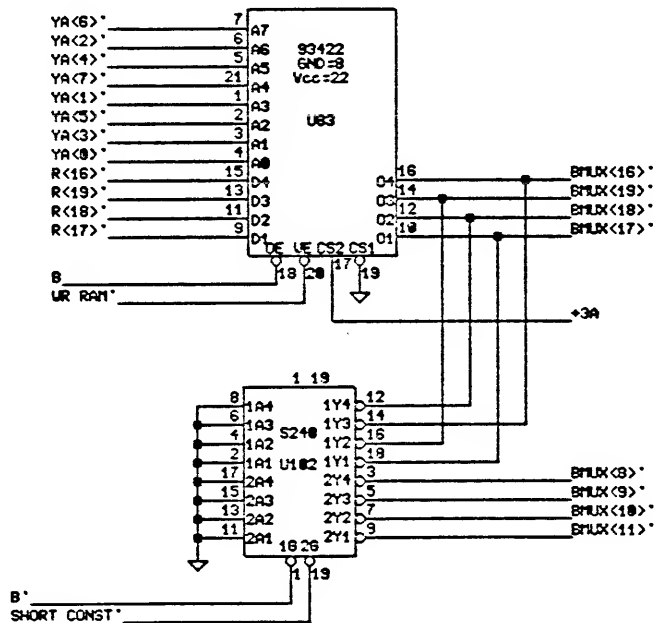 YA<6>' 7 A7
YA<2>' 6 A6
YA<4>' 5 A5
YA<7>' 21 A4
YA<1>' 1 A3
YA<5>' 2 A2
YA<3>' 3 A1
YA<0>' 4 A0
R<16>' 15 D4
R<19>' 13 D3
R<18>' 11 D2
R<17>' 9 D1
93422
GND=8
Vcc=22
U83
O4 16 BMUX<16>'
O3 14 BMUX<19>'
O2 12 BMUX<18>'
O1 10 BMUX<17>'
OE WE CS2 CS1
18 20 17 19
B
WR RAM'
+3A
1 19
8 1A4
6 1A3
4 1A2
2 1A1
17 2A4
15 2A3
13 2A2
11 2A1
S240
U102
1Y4 12
1Y3 14
1Y2 16
1Y1 18
2Y4 3 BMUX<8>'
2Y3 5 BMUX<9>'
2Y2 7 BMUX<10>'
2Y1 9 BMUX<11>'
1G 2G
1 19
B'
SHORT CONST'